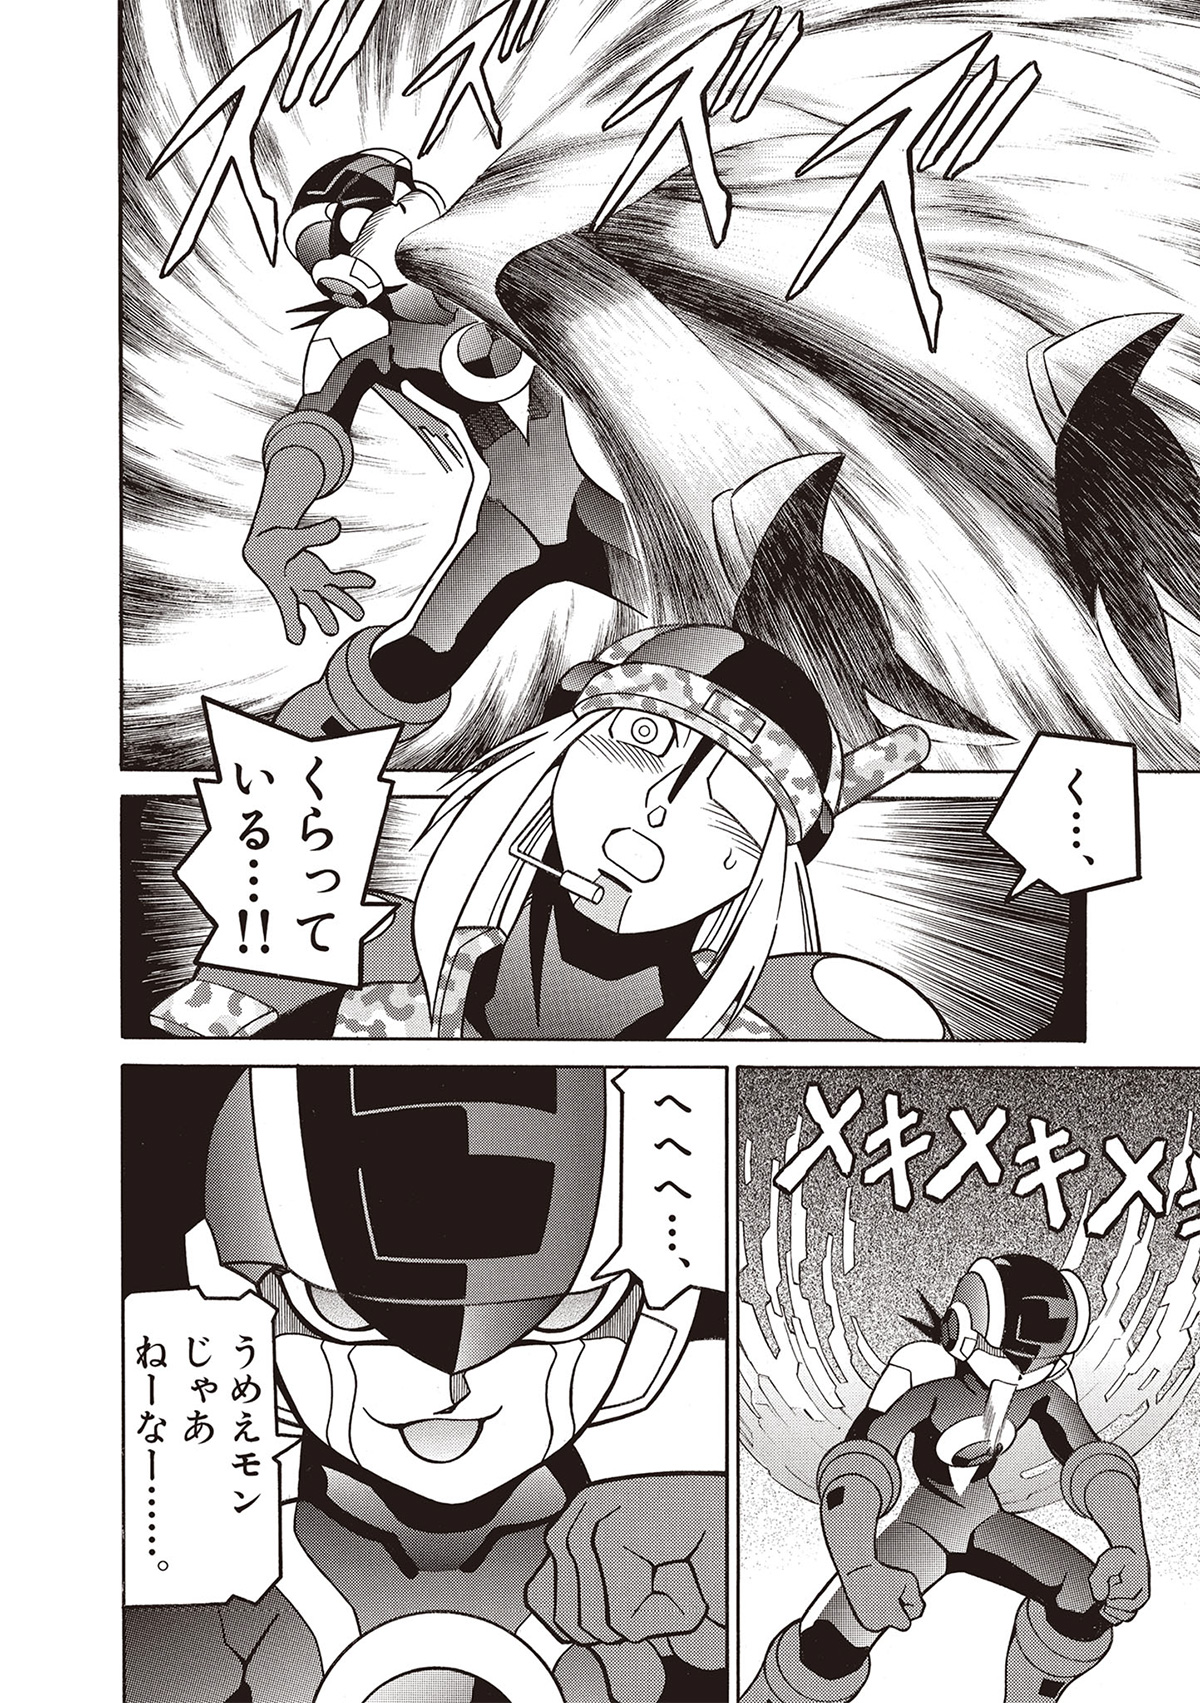 ズズズズ
く…、
くらって
いる…!!
メキメキメキ
へへへ…、
うめえモン
じゃあ
ねーなー……。